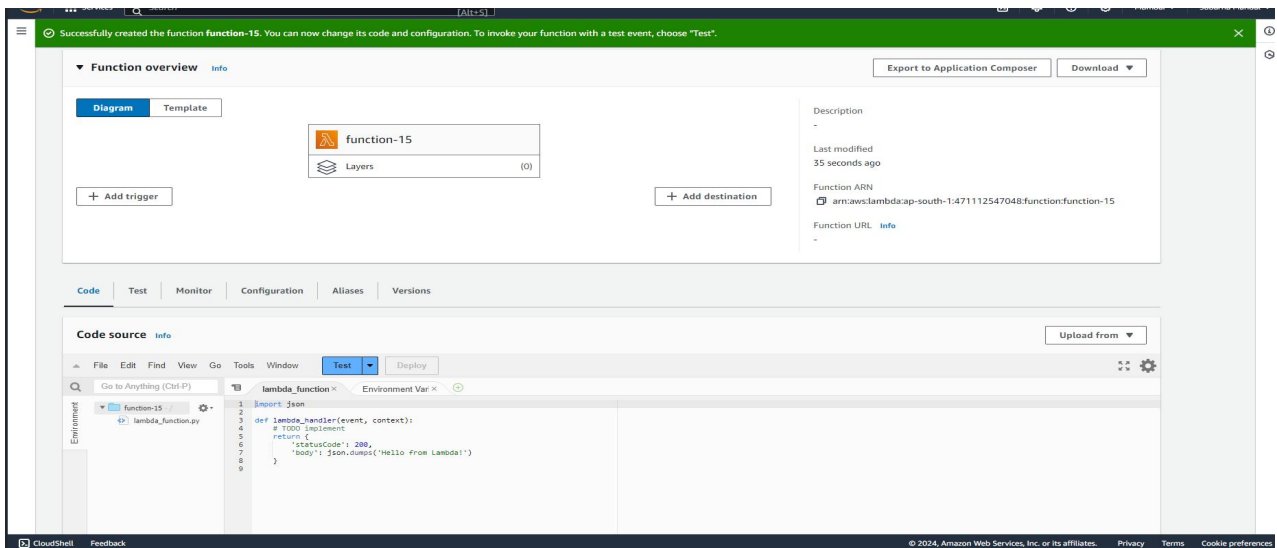 Services
Search
[Alt+S]
Mumbai
Successfully created the function function-15. You can now change its code and configuration. To invoke your function with a test event, choose "Test".
Function overview Info
Export to Application Composer
Download
Diagram
Template
function-15
Layers
(0)
+ Add trigger
+ Add destination
Description
-
Last modified
35 seconds ago
Function ARN
arn:aws:lambda:ap-south-1:471112547048:function:function-15
Function URL Info
-
Code
Test
Monitor
Configuration
Aliases
Versions
Code source Info
Upload from
File Edit Find View Go Tools Window
Test
Deploy
Go to Anything (Ctrl-P)
lambda_function ×
Environment Var ×
Environment
function-15 /
lambda_function.py
1 import json
2
3 def lambda_handler(event, context):
4 # TODO implement
5 return {
6 'statusCode': 200,
7 'body': json.dumps('Hello from Lambda!')
8 }
9
CloudShell Feedback
© 2024, Amazon Web Services, Inc. or its affiliates. Privacy Terms Cookie preferences